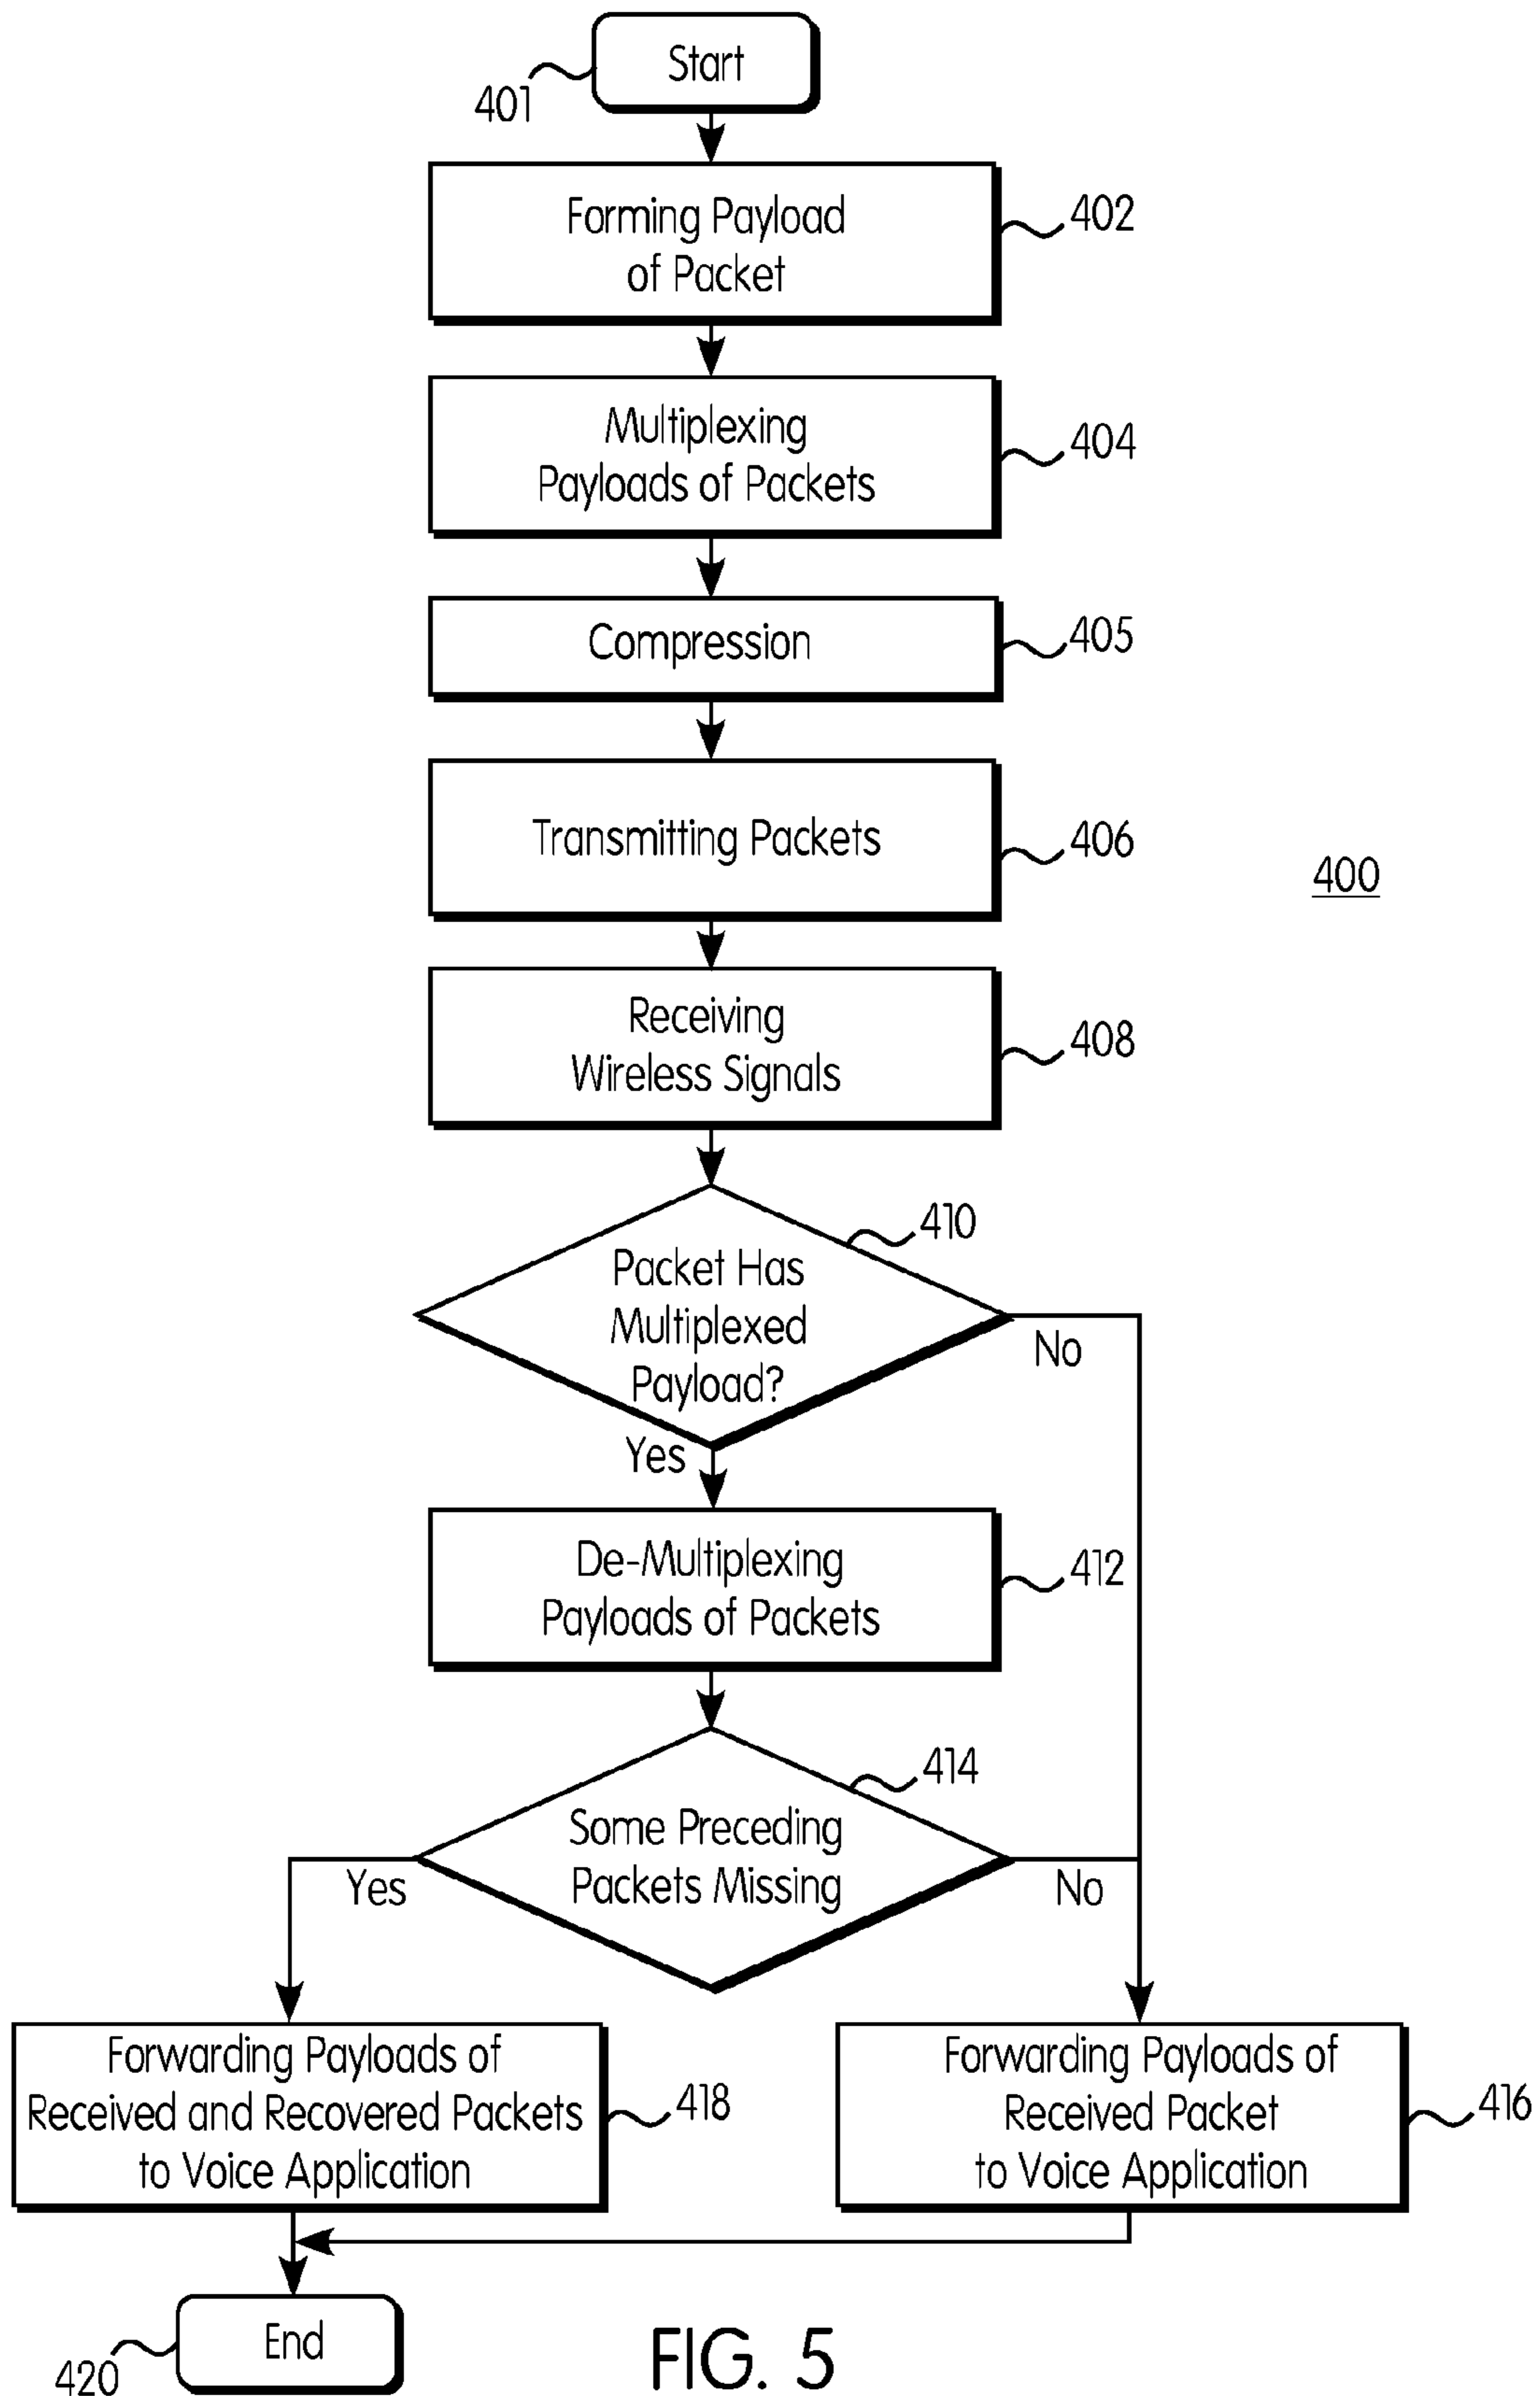 Start
401
Forming Payload
of Packet
402
Multiplexing
Payloads of Packets
404
Compression
405
Transmitting Packets
406
400
Receiving
Wireless Signals
408
410
Packet Has
Multiplexed
Payload?
No
Yes
De-Multiplexing
Payloads of Packets
412
414
Some Preceding
Packets Missing
Yes
No
Forwarding Payloads of
Received and Recovered Packets
to Voice Application
418
Forwarding Payloads of
Received Packet
to Voice Application
416
End
420
FIG. 5